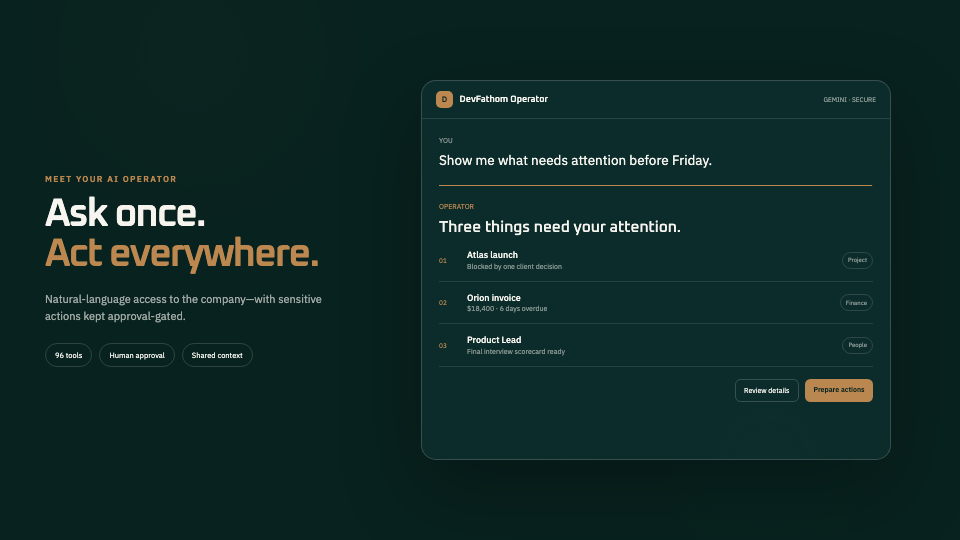 MEET YOUR AI OPERATOR
Ask once.
Act everywhere.
Natural-language access to the company—with sensitive
actions kept approval-gated.
96 tools
Human approval
Shared context
D
DevFathom Operator
GEMINI · SECURE
YOU
Show me what needs attention before Friday.
OPERATOR
Three things need your attention.
01
Atlas launch
Blocked by one client decision
Project
02
Orion invoice
$18,400 · 6 days overdue
Finance
03
Product Lead
Final interview scorecard ready
People
Review details
Prepare actions